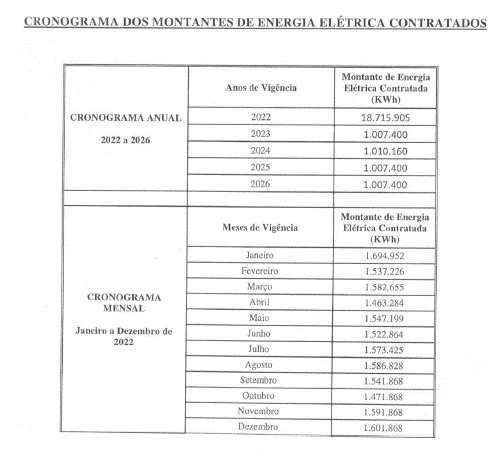 CRONOGRAMA DOS MONTANTES DE ENERGIA ELÉTRICA CONTRATADOS
CRONOGRAMA ANUAL
2022 a 2026
Anos de Vigência
Montante de Energia
Elétrica Contratada
(KWh)
2022 18.715.905
2023 1.007.400
2024 1.010.160
2025 1.007.400
2026 1.007.400
CRONOGRAMA
MENSAL
Janeiro a Dezembro de
2022
Meses de Vigência
Montante de Energia
Elétrica Contratada
(KWh)
Janeiro 1.694.952
Fevereiro 1.537.226
Março 1.582.655
Abril 1.463.284
Maio 1.547.199
Junho 1.522.864
Julho 1.573.425
Agosto 1.586.828
Setembro 1.541.868
Outubro 1.471.868
Novembro 1.591.868
Dezembro 1.601.868